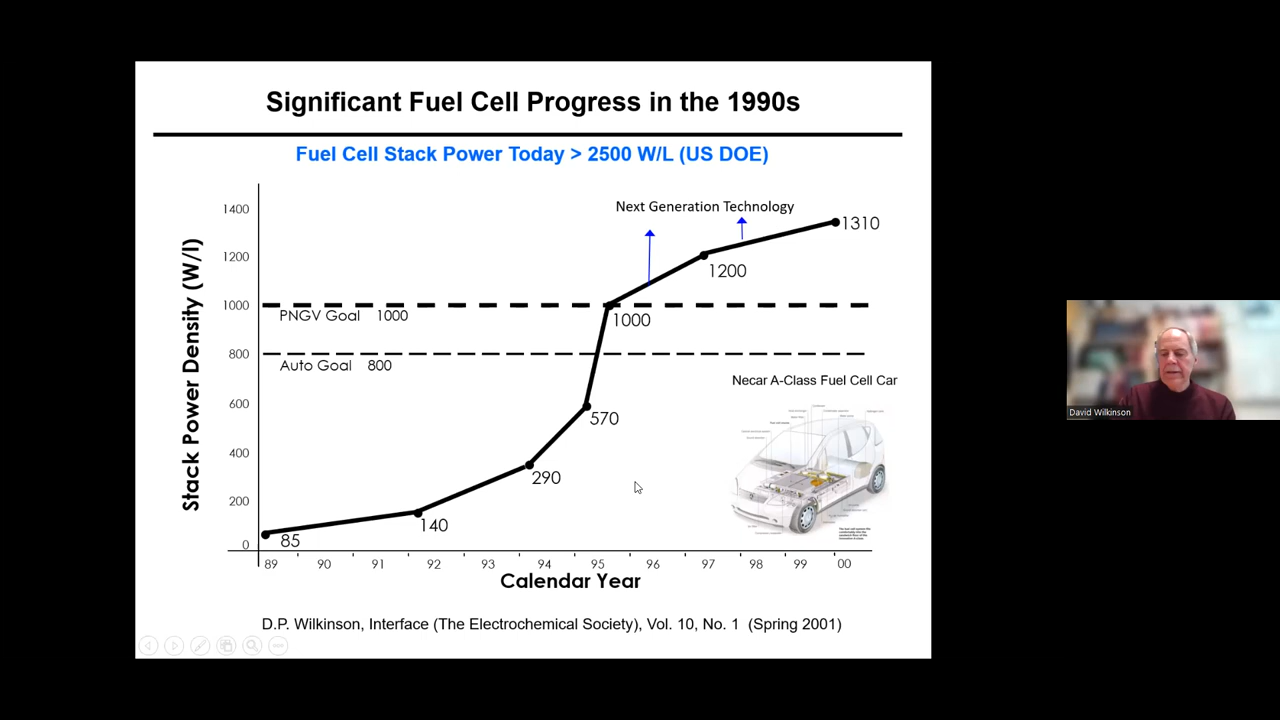 Significant Fuel Cell Progress in the 1990s
Fuel Cell Stack Power Today > 2500 W/L (US DOE)
Stack Power Density (W/l)
1400
1200
1000
800
600
400
200
0
Next Generation Technology
1310
1200
PNGV Goal 1000
1000
Auto Goal 800
Necar A-Class Fuel Cell Car
570
290
140
85
89 90 91 92 93 94 95 96 97 98 99 00
Calendar Year
D.P. Wilkinson, Interface (The Electrochemical Society), Vol. 10, No. 1 (Spring 2001)
David Wilkinson